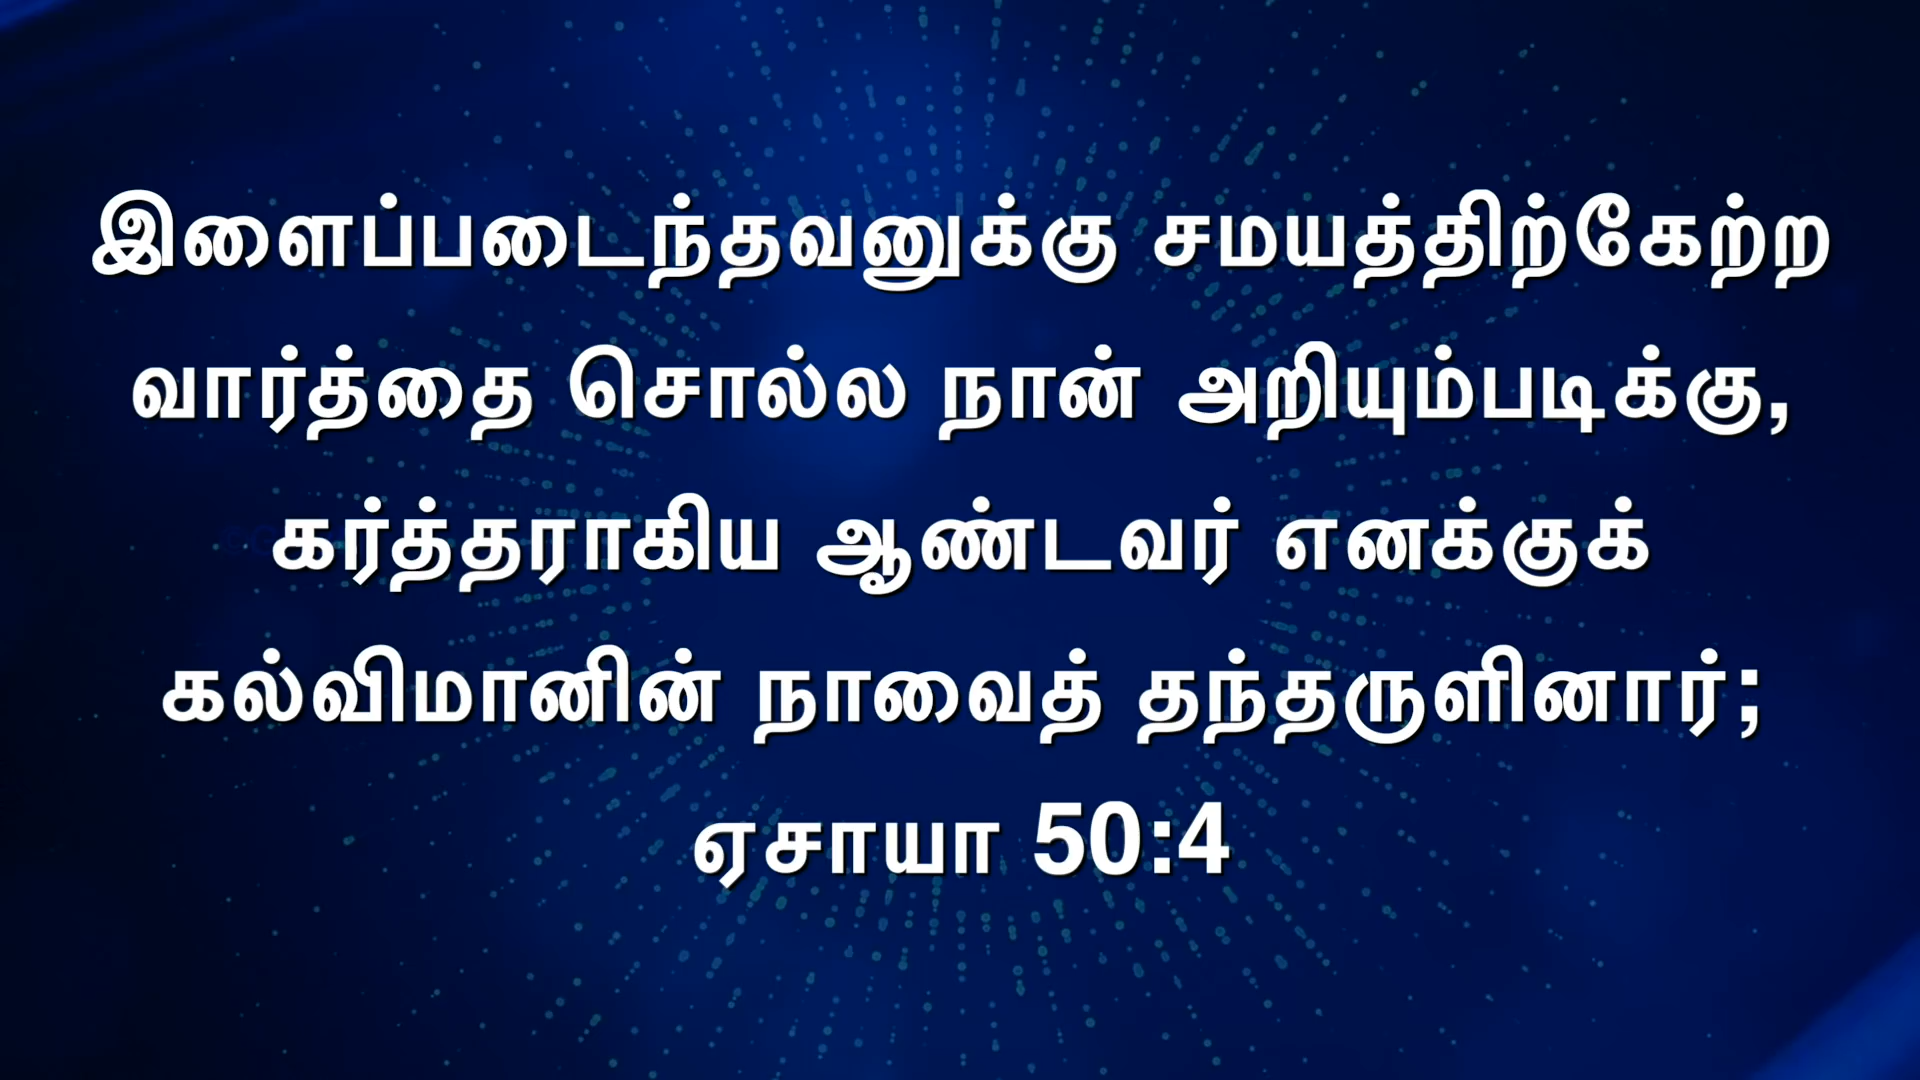 இளைப்படைந்தவனுக்கு சமயத்திற்கேற்ற
வார்த்தை சொல்ல நான் அறியும்படிக்கு,
கர்த்தராகிய ஆண்டவர் எனக்குக்
கல்விமானின் நாவைத் தந்தருளினார்;
ஏசாயா 50:4